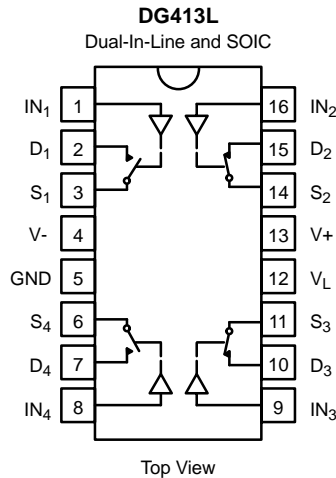 DG413L
Dual-In-Line and SOIC
IN1 1 16 IN2
D1 2 15 D2
S1 3 14 S2
V- 4 13 V+
GND 5 12 VL
S4 6 11 S3
D4 7 10 D3
IN4 8 9 IN3
Top View